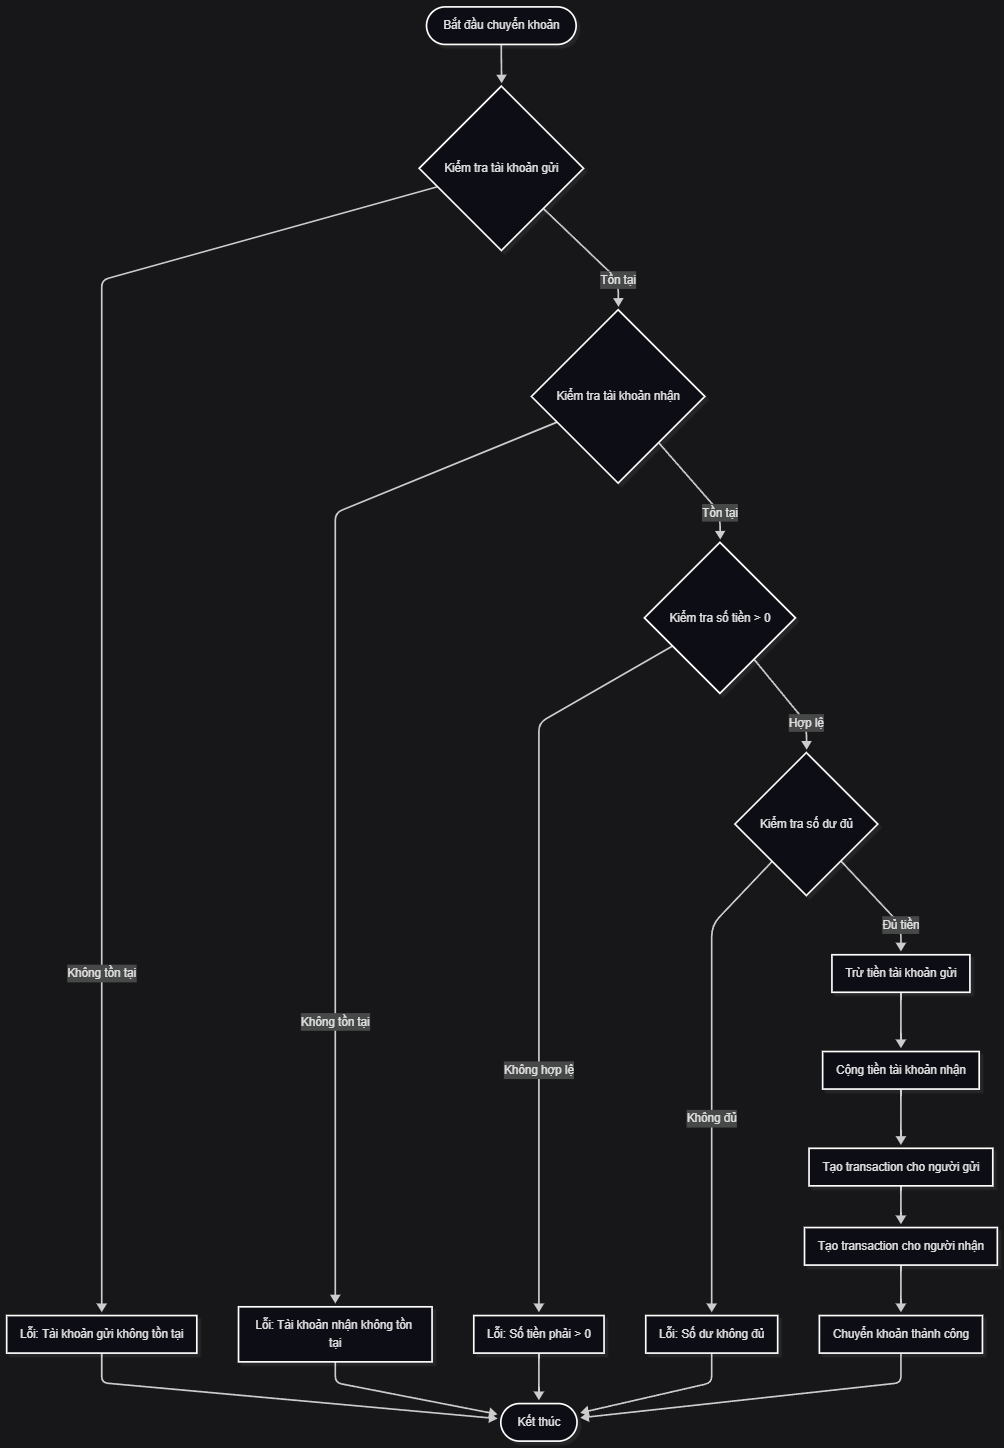 Bắt đầu chuyển khoản
Kiểm tra tài khoản gửi
Tồn tại
Kiểm tra tài khoản nhận
Tồn tại
Kiểm tra số tiền > 0
Hợp lệ
Kiểm tra số dư đủ
Đủ tiền
Trừ tiền tài khoản gửi
Không tồn tại
Không tồn tại
Không hợp lệ
Cộng tiền tài khoản nhận
Không đủ
Tạo transaction cho người gửi
Tạo transaction cho người nhận
Lỗi: Tài khoản gửi không tồn tại
Lỗi: Tài khoản nhận không tồn
tại
Lỗi: Số tiền phải > 0
Lỗi: Số dư không đủ
Chuyển khoản thành công
Kết thúc